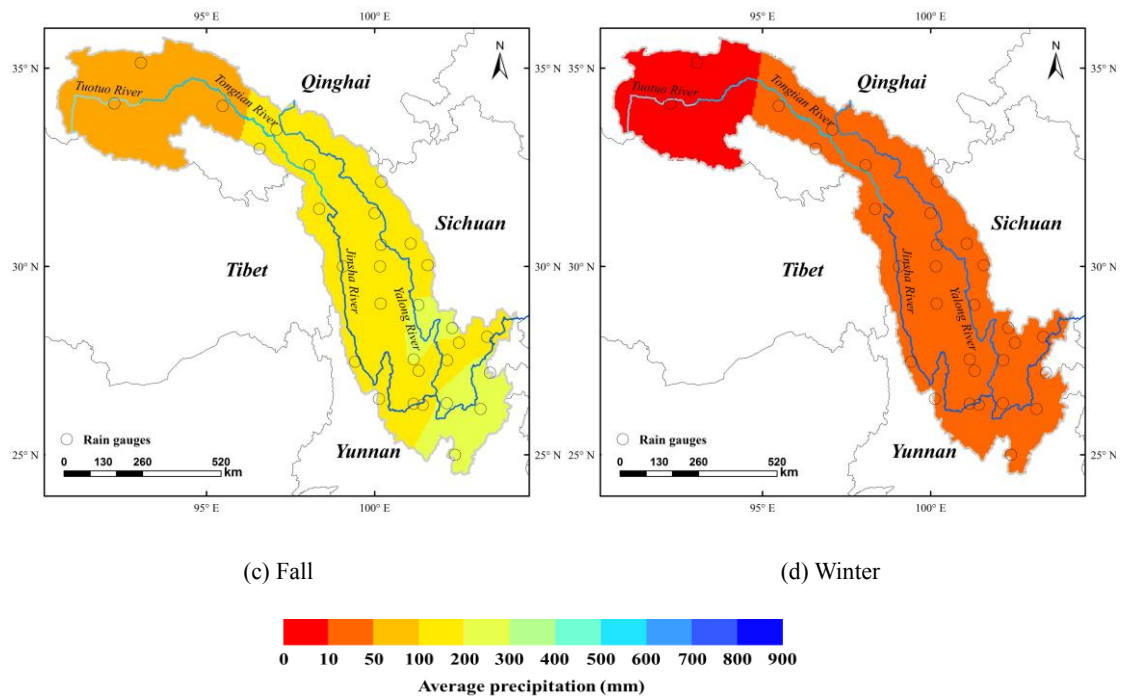 95° E
100° E
95° E
100° E
35° N
N
Qinghai
Tuotuo River
Tongtian River
Sichuan
30° N
Tibet
Jinsha River
Yalong River
Rain gauges
0 130 260 520
km
Yunnan
25° N
95° E
100° E
35° N
N
Qinghai
Tuotuo River
Tongtian River
35° N
Sichuan
30° N
Tibet
Jinsha River
Yalong River
30° N
Rain gauges
0 130 260 520
km
Yunnan
25° N
25° N
95° E
100° E
(c) Fall
(d) Winter
0 10 50 100 200 300 400 500 600 700 800 900
Average precipitation (mm)